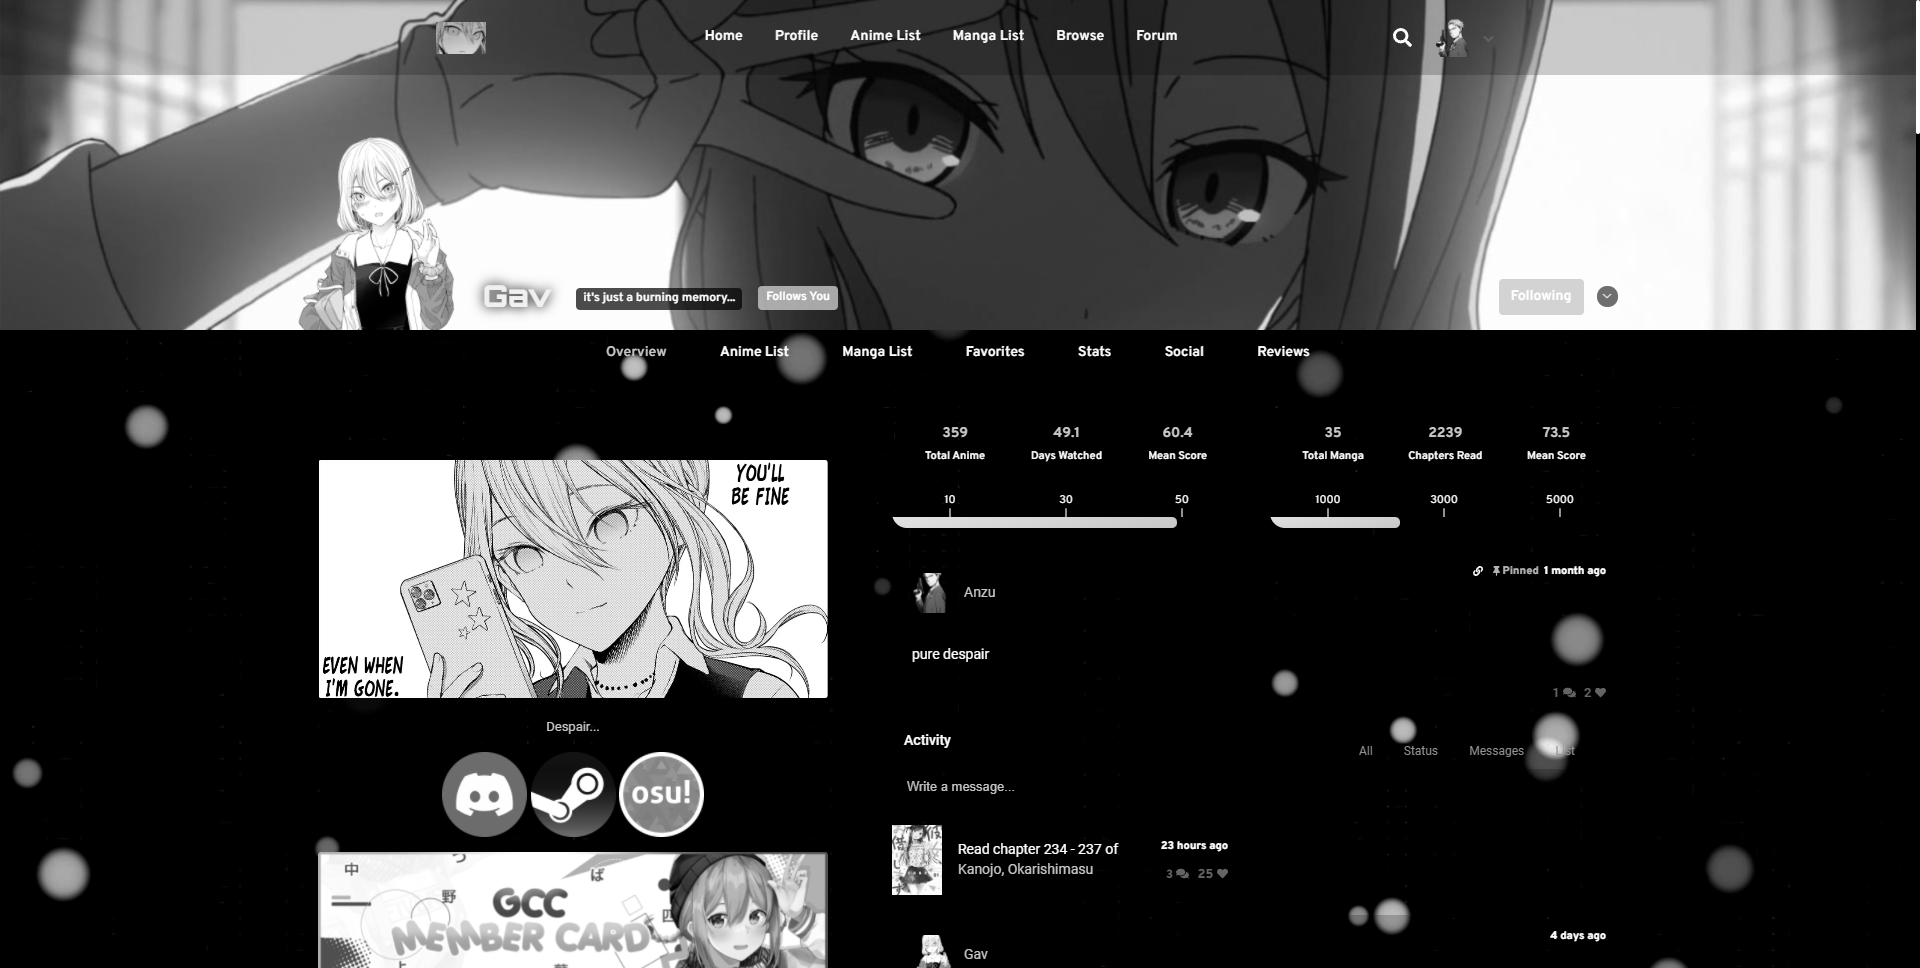 Home Profile Anime List Manga List Browse Forum
Gav it's just a burning memory... Follows You Following
Overview Anime List Manga List Favorites Stats Social Reviews
359 49.1 60.4 35 2239 73.5
Total Anime Days Watched Mean Score Total Manga Chapters Read Mean Score
10 30 50 1000 3000 5000
YOU'LL
BE FINE
EVEN WHEN
I'M GONE.
Despair...
osu!
中
つ
ば
野
GCC
MEMBER CARD
Pinned 1 month ago
Anzu
pure despair
1 2
Activity All Status Messages List
Write a message...
Read chapter 234 - 237 of 23 hours ago
Kanojo, Okarishimasu 3 25
4 days ago
Gav